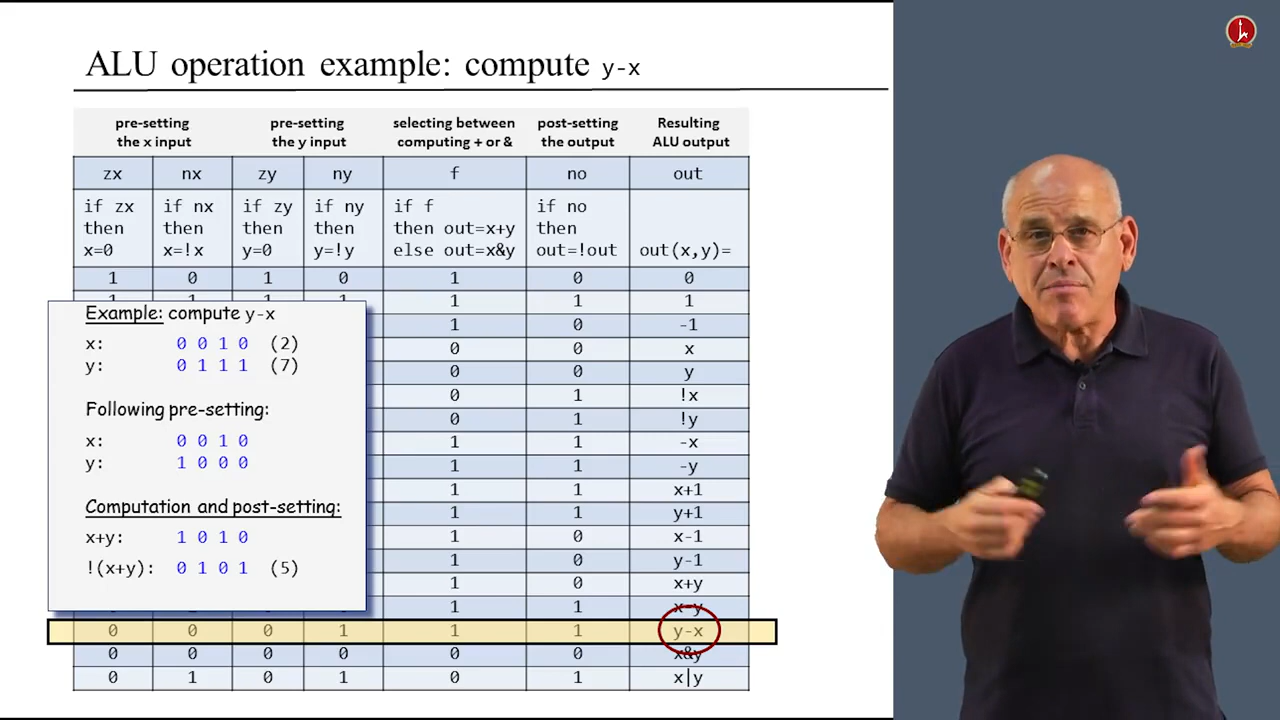 ALU operation example: compute y-x
pre-setting the x input pre-setting the y input selecting between computing + or & post-setting the output Resulting ALU output
zx nx zy ny f no out
if zx then x=0 if nx then x=!x if zy then y=0 if ny then y=!y if f then out=x+y else out=x&y if no then out=!out out(x,y)=
1 0 1 0 1 0 0
1 1 1
1 0 -1
0 0 x
0 0 y
0 1 !x
0 1 !y
1 1 -x
1 1 -y
1 1 x+1
1 1 y+1
1 0 x-1
1 0 y-1
1 0 x+y
1 1 x-y
0 0 0 1 1 1 y-x
0 0 0 0 0 0 x&y
0 1 0 1 0 1 x|y
Example: compute y-x
x: 0 0 1 0 (2)
y: 0 1 1 1 (7)
Following pre-setting:
x: 0 0 1 0
y: 1 0 0 0
Computation and post-setting:
x+y: 1 0 1 0
!(x+y): 0 1 0 1 (5)